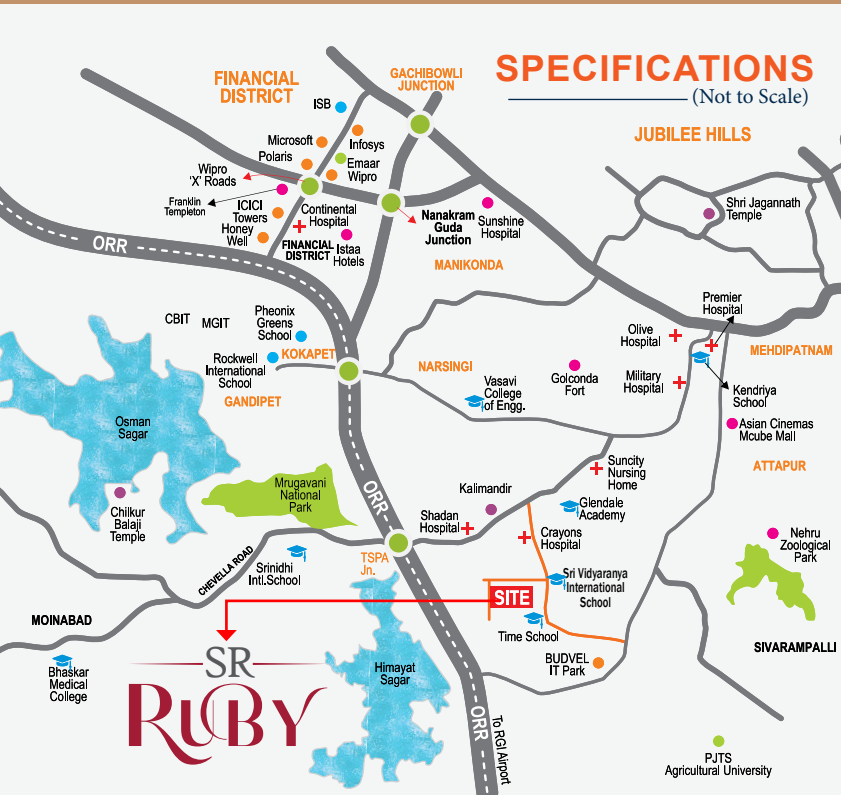 SPECIFICATIONS
(Not to Scale)
FINANCIAL
DISTRICT
GACHIBOWLI
JUNCTION
JUBILEE HILLS
ISB
Microsoft
Infosys
Polaris
Emaar
Wipro
Wipro
'X' Roads
Franklin
Templeton
ICICI
Towers
Honey
Well
Continental
Hospital
FINANCIAL
DISTRICT
Istaa
Hotels
Nanakram
Guda
Junction
Sunshine
Hospital
MANIKONDA
Shri Jagannath
Temple
ORR
CBIT
MGIT
Pheonix
Greens
School
Rockwell
International
School
KOKAPET
GANDIPET
NARSINGI
Vasavi
College
of Engg.
Golconda
Fort
Olive
Hospital
Military
Hospital
Premier
Hospital
MEHDIPATNAM
Kendriya
School
Asian Cinemas
Mcube Mall
ATTAPUR
Osman
Sagar
Chilkur
Balaji
Temple
Mrugavani
National
Park
ORR
Kalimandir
Shadan
Hospital
Suncity
Nursing
Home
Glendale
Academy
Crayons
Hospital
Nehru
Zoological
Park
CHEVELLA ROAD
Srinidhi
Intl.School
TSPA
Jn.
Sri Vidyaranya
International
School
SITE
Time School
BUDVEL
IT Park
MOINABAD
SIVARAMPALLI
Bhaskar
Medical
College
SR
RUBY
Himayat
Sagar
ORR
To RGI Airport
PJTS
Agricultural University